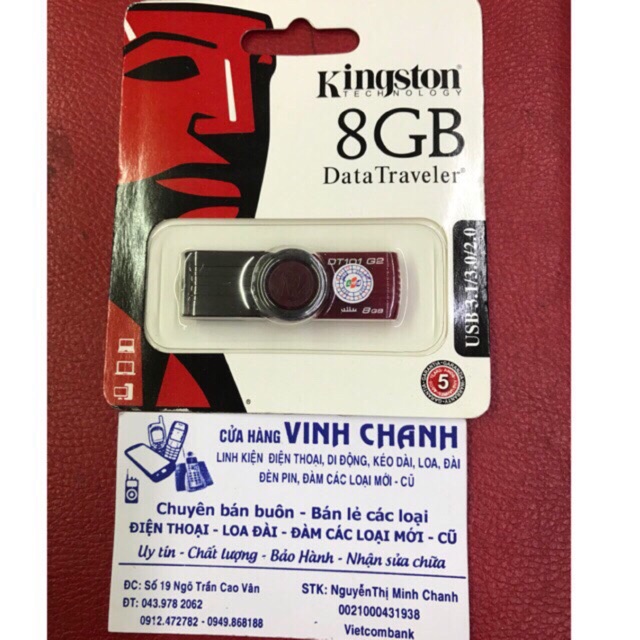 Kingston
TECHNOLOGY
8GB
DataTraveler®
DT101 G2
8GB
USB 3.1/3.0/2.0
5
CỬA HÀNG VINH CHANH
LINH KIỆN ĐIỆN THOẠI, DI ĐỘNG, KÉO DÀI, LOA, ĐÀI
ĐÈN PIN, ĐÀM CÁC LOẠI MỚI - CŨ
Chuyên bán buôn - Bán lẻ các loại
ĐIỆN THOẠI - LOA ĐÀI - ĐÀM CÁC LOẠI MỚI - CŨ
Uy tín - Chất lượng - Bảo Hành - Nhận sửa chữa
ĐC: Số 19 Ngõ Trần Cao Vân
ĐT: 043.978 2062
0912.472782 - 0949.868188
STK: NguyễnThị Minh Chanh
0021000431938
Vietcombank